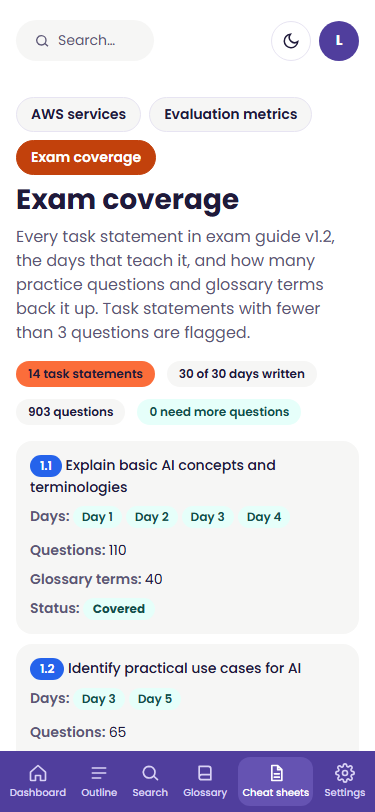 Search...
L
AWS services
Evaluation metrics
Exam coverage
Exam coverage
Every task statement in exam guide v1.2,
the days that teach it, and how many
practice questions and glossary terms
back it up. Task statements with fewer
than 3 questions are flagged.
14 task statements
30 of 30 days written
903 questions
0 need more questions
1.1 Explain basic AI concepts and
terminologies
Days: Day 1 Day 2 Day 3 Day 4
Questions: 110
Glossary terms: 40
Status: Covered
1.2 Identify practical use cases for AI
Days: Day 3 Day 5
Questions: 65
Dashboard
Outline
Search
Glossary
Cheat sheets
Settings